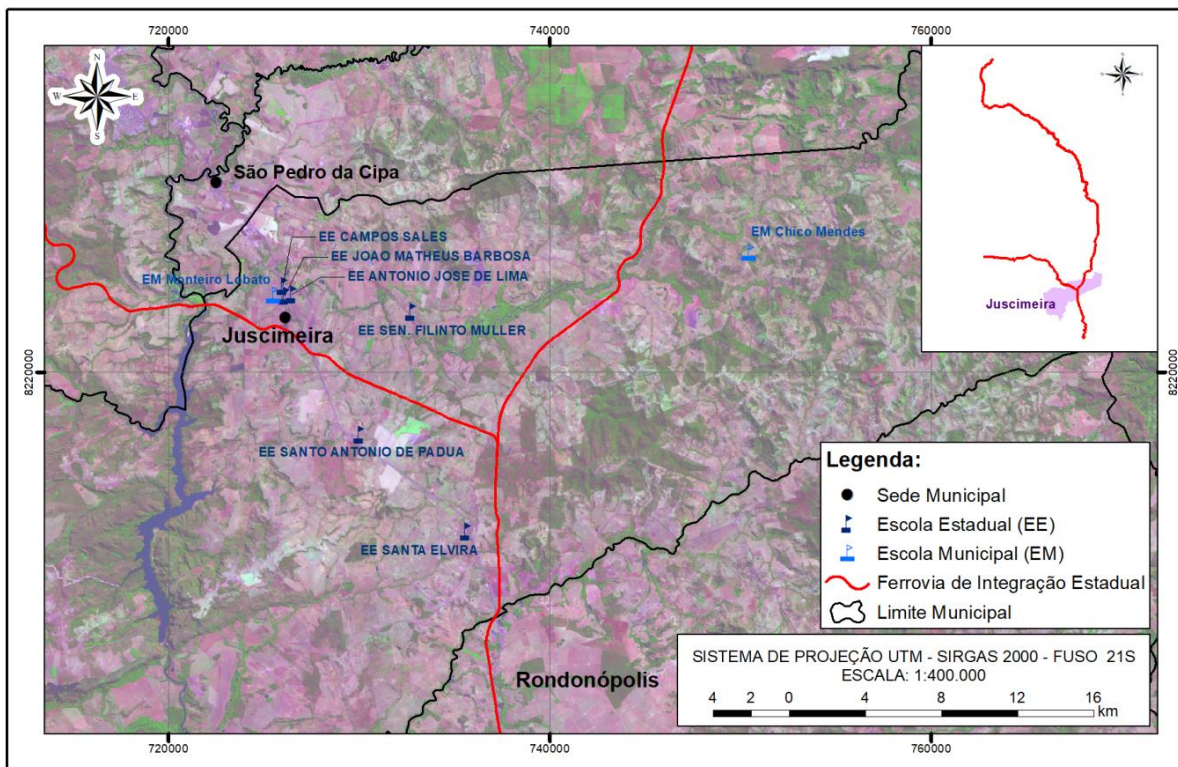 720000
740000
760000
N
W
E
S
São Pedro da Cipa
EE CAMPOS SALES
EE JOAO MATHEUS BARBOSA
EM Monteiro Lobato
EE ANTONIO JOSE DE LIMA
EM Chico Mendes
EE SEN. FILINTO MULLER
Juscimeira
Juscimeira
8220000
8220000
EE SANTO ANTONIO DE PADUA
EE SANTA ELVIRA
Rondonópolis
Legenda:
Sede Municipal
Escola Estadual (EE)
Escola Municipal (EM)
Ferrovia de Integração Estadual
Limite Municipal
SISTEMA DE PROJEÇÃO UTM - SIRGAS 2000 - FUSO 21S
ESCALA: 1:400.000
4 2 0 4 8 12 16
km
720000
740000
760000